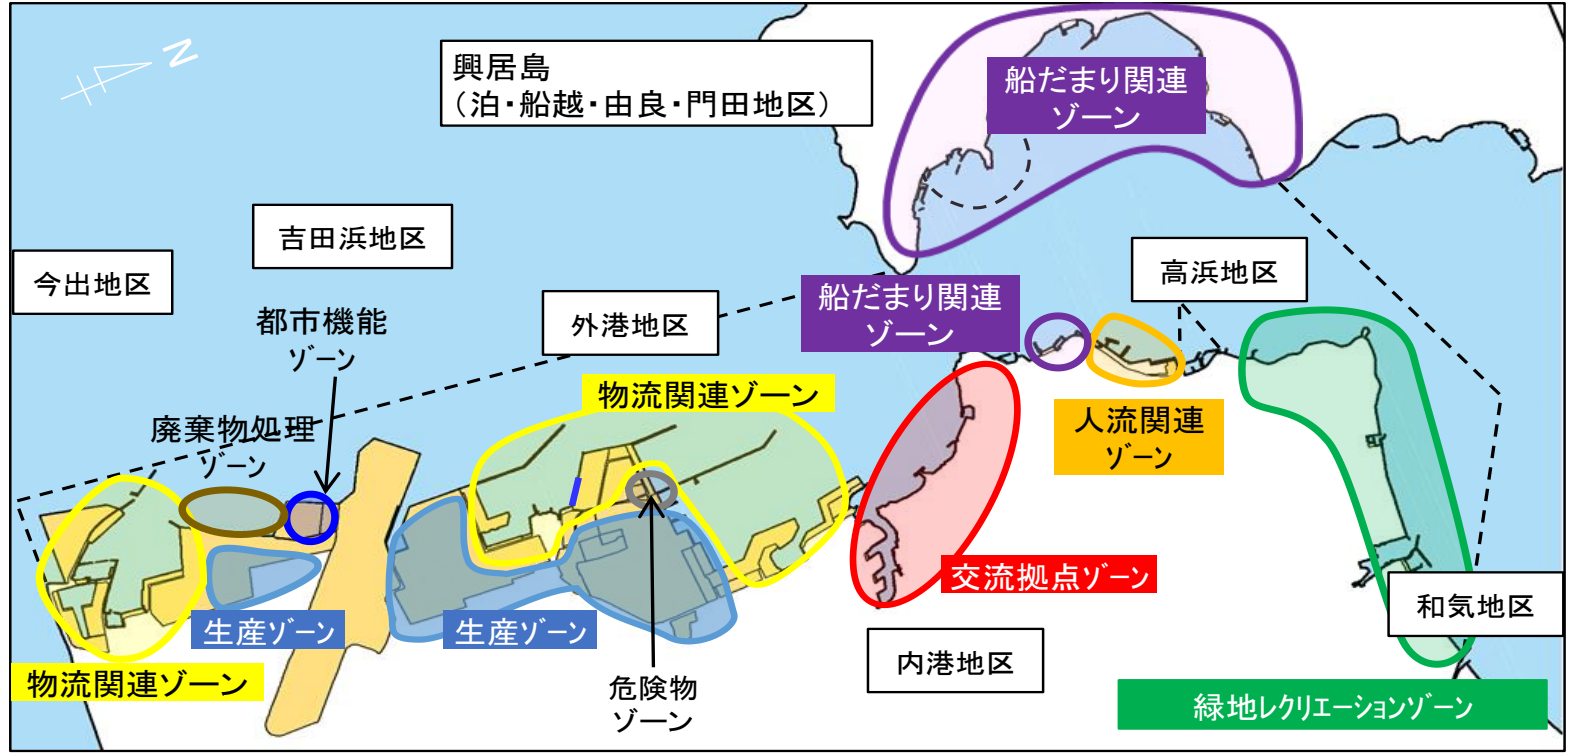 N
興居島
（泊・船越・由良・門田地区）
船だまり関連
ゾーン
吉田浜地区
今出地区
高浜地区
船だまり関連
ゾーン
外港地区
都市機能
ゾーン
物流関連ゾーン
廃棄物処理
ゾーン
人流関連
ゾーン
交流拠点ゾーン
和気地区
生産ゾーン
生産ゾーン
内港地区
物流関連ゾーン
危険物
ゾーン
緑地レクリエーションゾーン